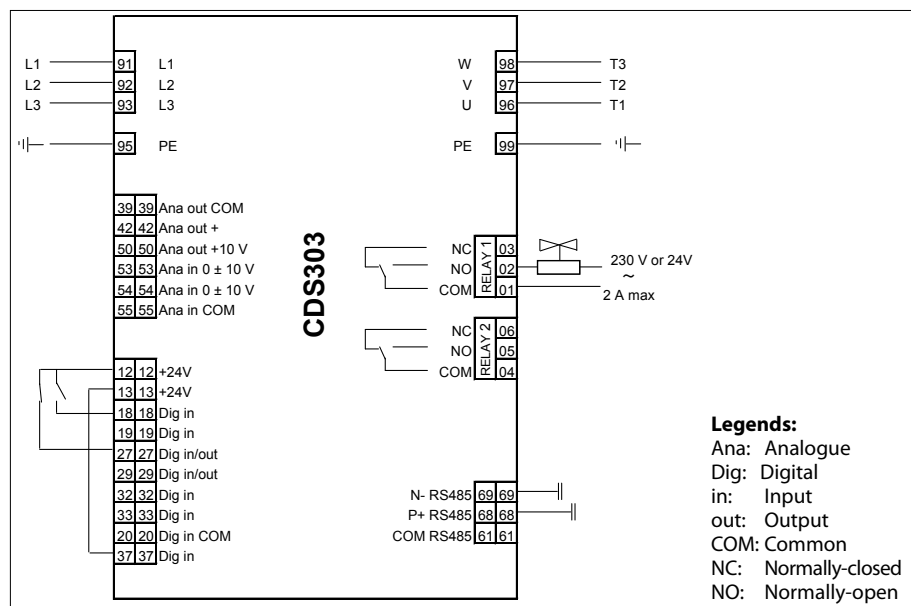 L1 91 L1 W 98 T3
L2 92 L2 V 97 T2
L3 93 L3 U 96 T1
95 PE PE 99
39 39 Ana out COM
42 42 Ana out +
50 50 Ana out +10 V
53 53 Ana in 0 ± 10 V
54 54 Ana in 0 ± 10 V
55 55 Ana in COM
CDS303
NC 03
NO 02 230 V or 24V
~
COM 01 2 A max
RELAY 1
NC 06
NO 05
COM 04
RELAY 2
12 12 +24V
13 13 +24V
18 18 Dig in
19 19 Dig in
27 27 Dig in/out
29 29 Dig in/out
32 32 Dig in
33 33 Dig in
20 20 Dig in COM
37 37 Dig in
N- RS485 69 69
P+ RS485 68 68
COM RS485 61 61
Legends:
Ana: Analogue
Dig: Digital
in: Input
out: Output
COM: Common
NC: Normally-closed
NO: Normally-open